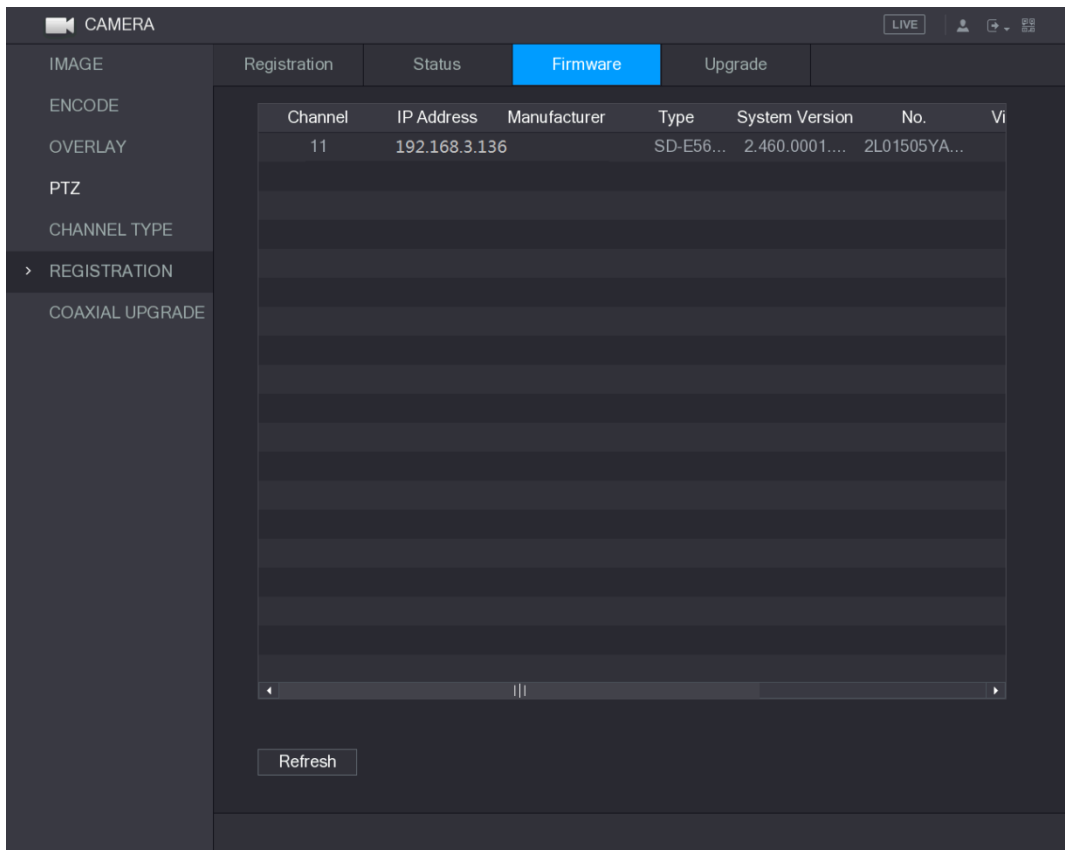 CAMERA LIVE
IMAGE
ENCODE
OVERLAY
PTZ
CHANNEL TYPE
REGISTRATION
COAXIAL UPGRADE
Registration Status Firmware Upgrade
Channel IP Address Manufacturer Type System Version No. Vi
11 192.168.3.136 SD-E56... 2.460.0001.... 2L01505YA...
Refresh